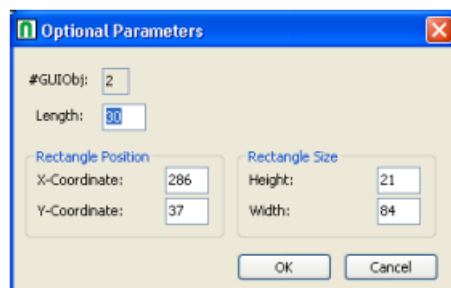 Optional Parameters
#GUIObj: 2
Length: 30
Rectangle Position
X-Coordinate: 286
Y-Coordinate: 37
Rectangle Size
Height: 21
Width: 84
OK Cancel